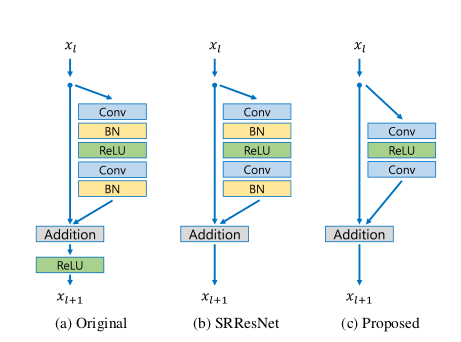 x_l
Conv
BN
ReLU
Conv
BN
Addition
ReLU
x_{l+1}
(a) Original
x_l
Conv
BN
ReLU
Conv
BN
Addition
x_{l+1}
(b) SRResNet
x_l
Conv
ReLU
Conv
Addition
x_{l+1}
(c) Proposed